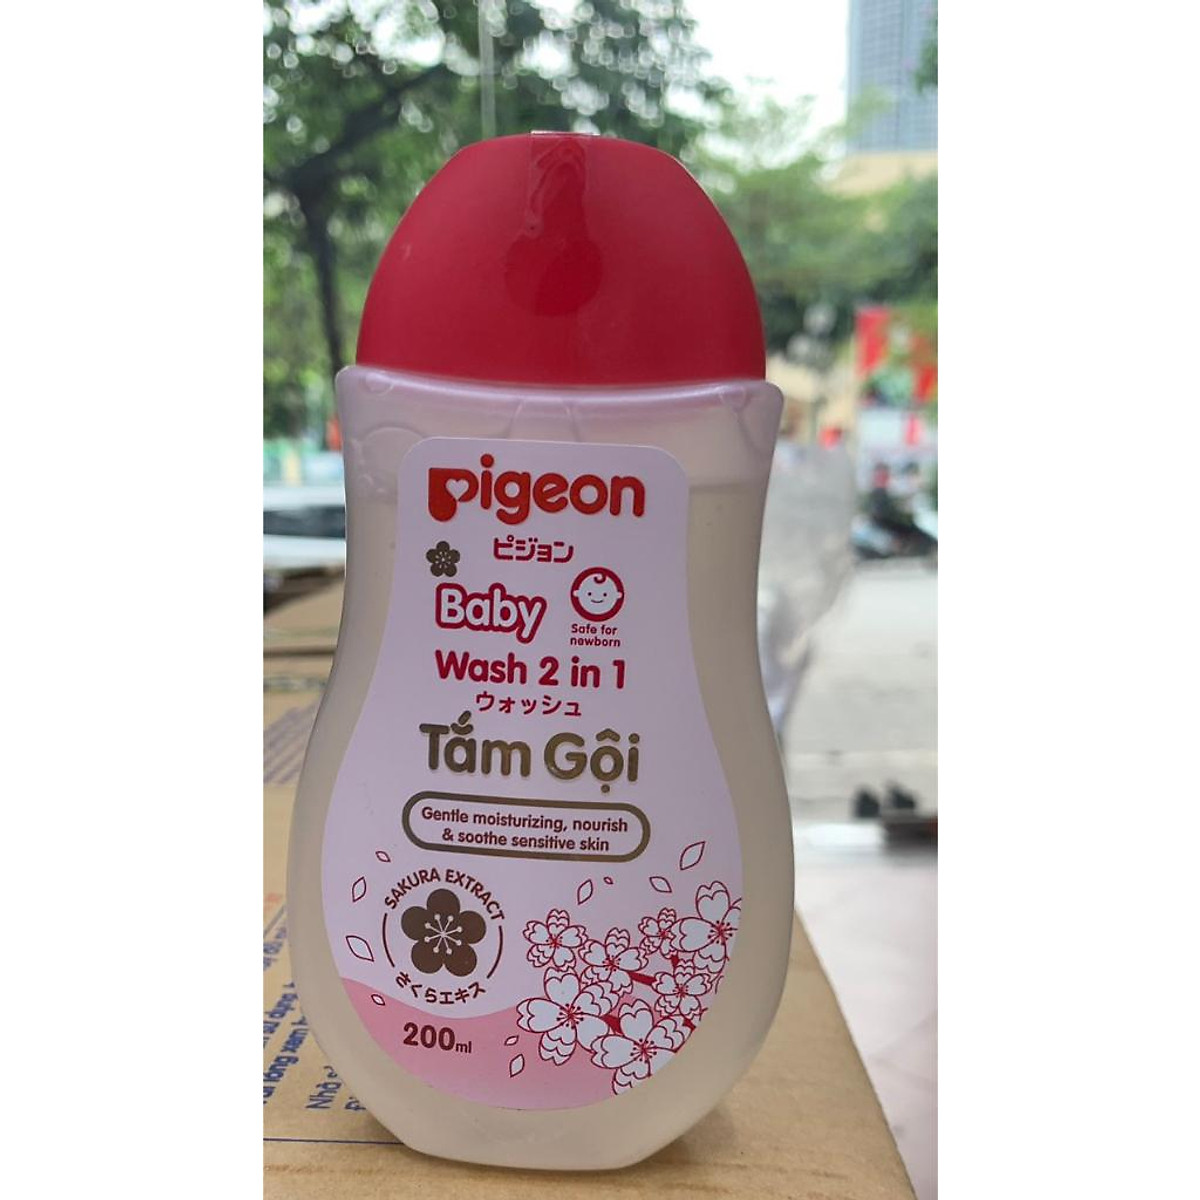 Pigeon
ピジョン
Baby
Safe for
newborn
Wash 2 in 1
ウォッシュ
Tắm Gội
Gentle moisturizing, nourish
& soothe sensitive skin
SAKURA EXTRACT
さくらエキス
200ml